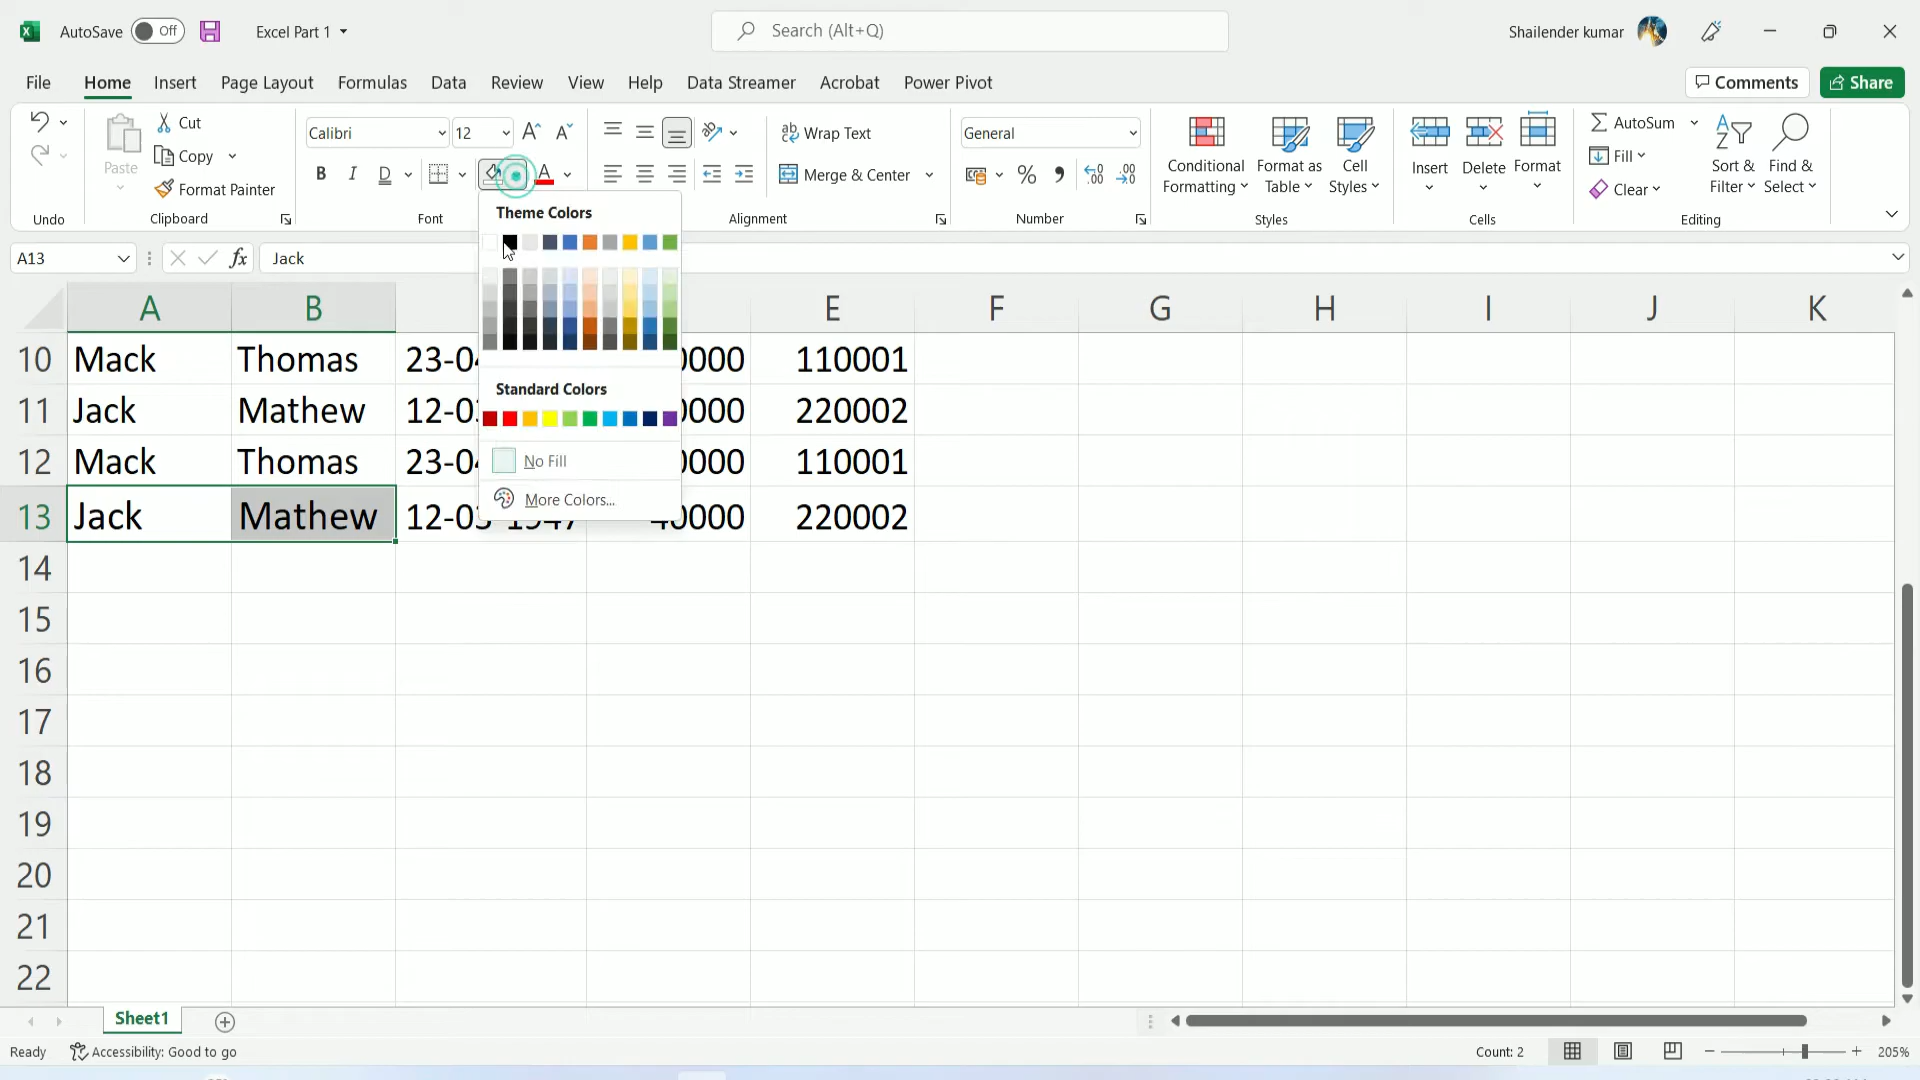 AutoSave Off Excel Part 1 Search (Alt+Q) Shailender kumar
File Home Insert Page Layout Formulas Data Review View Help Data Streamer Acrobat Power Pivot Comments Share
Paste Cut Copy Format Painter
Calibri 12 Wrap Text General
B I D A Merge & Center % , Conditional Formatting Format as Table Cell Styles Insert Delete Format AutoSum Fill Clear Sort & Filter Find & Select
Undo Clipboard Font Alignment Number Styles Cells Editing
A13 fx Jack
Theme Colors
Standard Colors
No Fill
More Colors...
A B E F G H I J K
10 Mack Thomas 23-0 0000 110001
11 Jack Mathew 12-0 0000 220002
12 Mack Thomas 23-0 0000 110001
13 Jack Mathew 220002
14
15
16
17
18
19
20
21
22
Sheet1
Ready Accessibility: Good to go Count: 2 205%